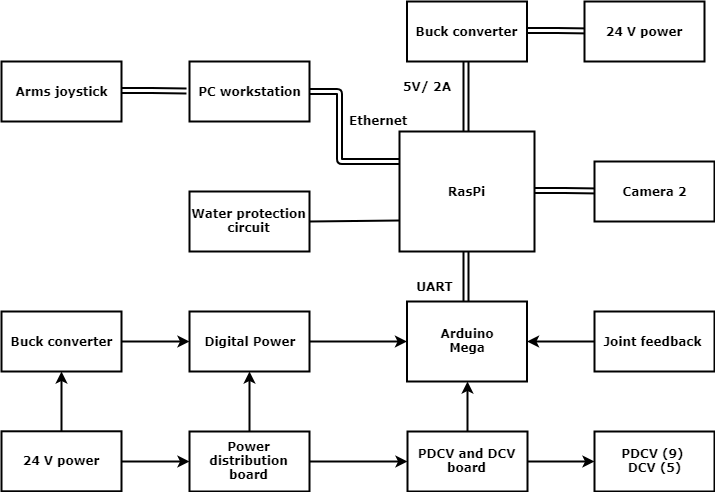 Buck converter
24 V power
5V/ 2A
Arms joystick
PC workstation
Ethernet
RasPi
Camera 2
Water protection
circuit
UART
Buck converter
Digital Power
Arduino
Mega
Joint feedback
24 V power
Power
distribution
board
PDCV and DCV
board
PDCV (9)
DCV (5)